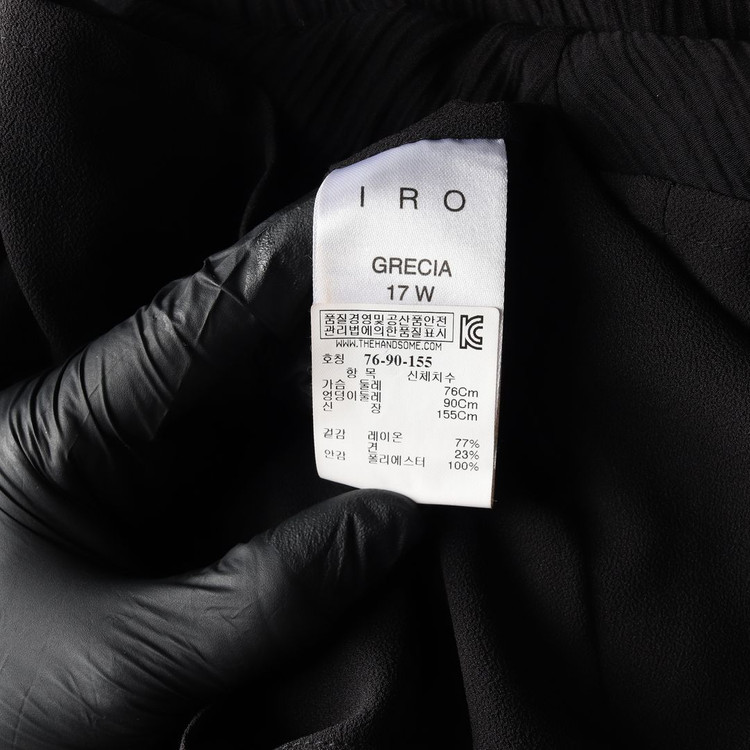 IRO
GRECIA
17 W
품질경영및공산품안전
관리법에의한품질표시
WWW.THEHANDSOME.COM
호칭 76-90-155
항 목 신체치수
가슴 둘레 76Cm
엉덩이둘레 90Cm
신 장 155Cm
겉감 레이온 77%
견 23%
안감 폴리에스터 100%